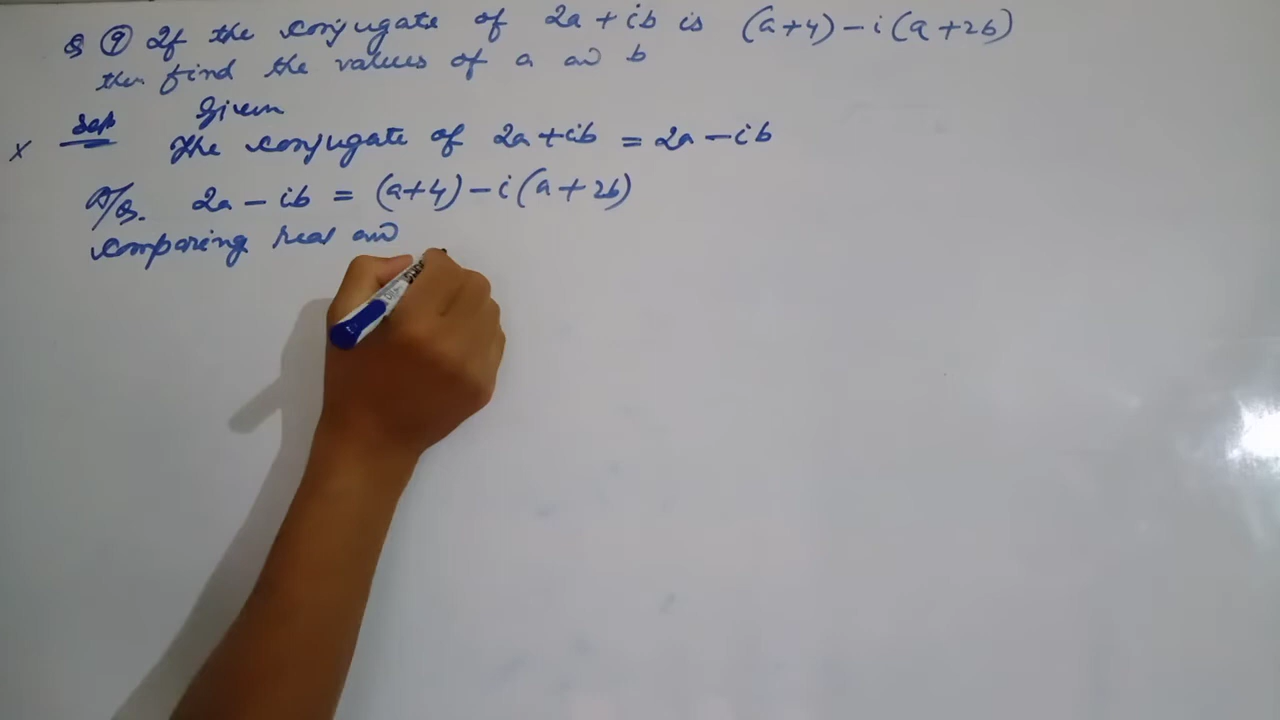 Q ⑨ If the conjugate of 2a + ib is (a+4) - i(a+2b)
then find the values of a and b
Given
Solⁿ The conjugate of 2a + ib = 2a - ib
x
A/Q. 2a - ib = (a+4) - i(a+2b)
comparing real and